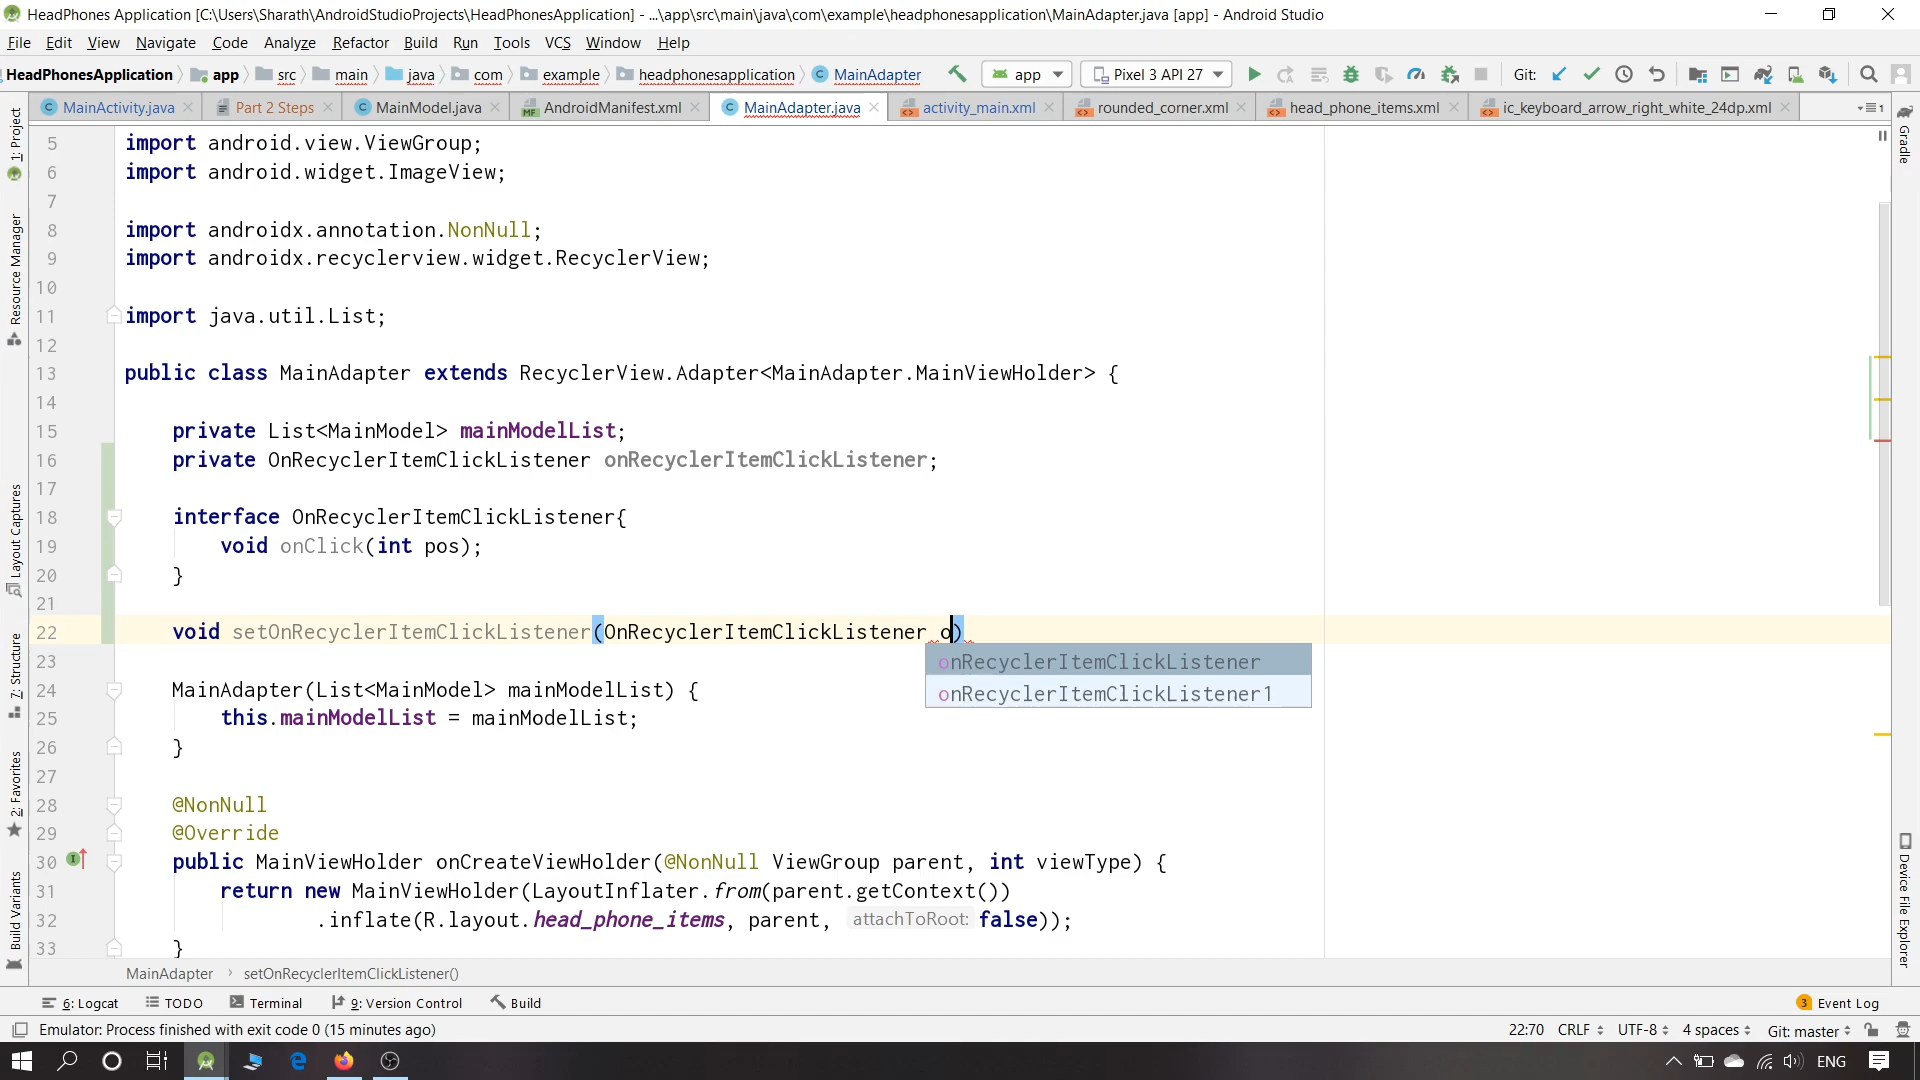 HeadPhones Application [C:\Users\Sharath\AndroidStudioProjects\HeadPhonesApplication] - ...\app\src\main\java\com\example\headphonesapplication\MainAdapter.java [app] - Android Studio
File Edit View Navigate Code Analyze Refactor Build Run Tools VCS Window Help
HeadPhonesApplication app src main java com example headphonesapplication MainAdapter app Pixel 3 API 27 Git:
MainActivity.java Part 2 Steps MainModel.java AndroidManifest.xml MainAdapter.java activity_main.xml rounded_corner.xml head_phone_items.xml ic_keyboard_arrow_right_white_24dp.xml 1
1: Project
Resource Manager
Layout Captures
7: Structure
2: Favorites
Build Variants
Gradle
Device File Explorer
5 import android.view.ViewGroup;
6 import android.widget.ImageView;
7
8 import androidx.annotation.NonNull;
9 import androidx.recyclerview.widget.RecyclerView;
10
11 import java.util.List;
12
13 public class MainAdapter extends RecyclerView.Adapter<MainAdapter.MainViewHolder> {
14
15 private List<MainModel> mainModelList;
16 private OnRecyclerItemClickListener onRecyclerItemClickListener;
17
18 interface OnRecyclerItemClickListener{
19 void onClick(int pos);
20 }
21
22 void setOnRecyclerItemClickListener(OnRecyclerItemClickListener o)
onRecyclerItemClickListener
onRecyclerItemClickListener1
23
24 MainAdapter(List<MainModel> mainModelList) {
25 this.mainModelList = mainModelList;
26 }
27
28 @NonNull
29 @Override
30 public MainViewHolder onCreateViewHolder(@NonNull ViewGroup parent, int viewType) {
31 return new MainViewHolder(LayoutInflater.from(parent.getContext())
32 .inflate(R.layout.head_phone_items, parent, attachToRoot: false));
33 }
MainAdapter › setOnRecyclerItemClickListener()
6: Logcat TODO Terminal 9: Version Control Build 3 Event Log
Emulator: Process finished with exit code 0 (15 minutes ago) 22:70 CRLF UTF-8 4 spaces Git: master
ENG